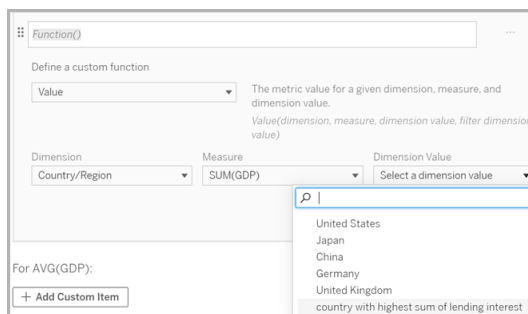 Function()
Define a custom function
Value
The metric value for a given dimension, measure, and
dimension value.
Value(dimension, measure, dimension value, filter dimension
value)
Dimension
Measure
Dimension Value
Country/Region
SUM(GDP)
Select a dimension value
United States
Japan
China
Germany
United Kingdom
country with highest sum of lending interest
For AVG(GDP):
+ Add Custom Item